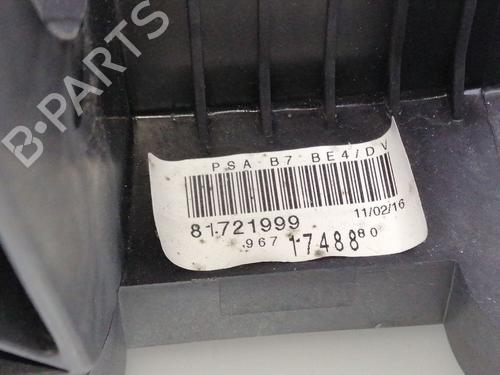 B-PARTS
PSA B7 BE4/DV
81721999 11/02/16
967 17488 80